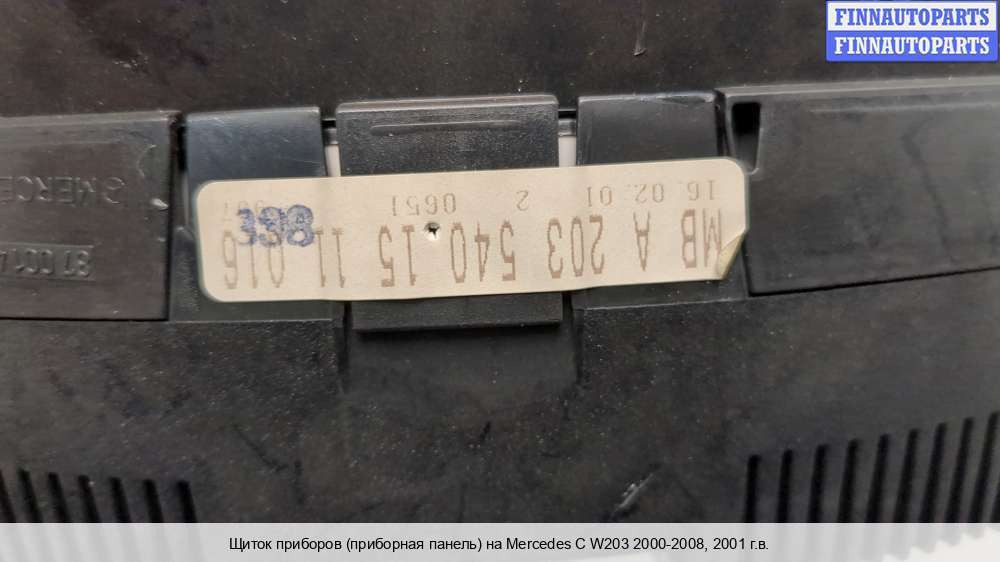 FINNAUTOPARTS
FINNAUTOPARTS
MB A 203 540 15 11 016
16.02.01 2 0651
338
Щиток приборов (приборная панель) на Mercedes C W203 2000-2008, 2001 г.в.